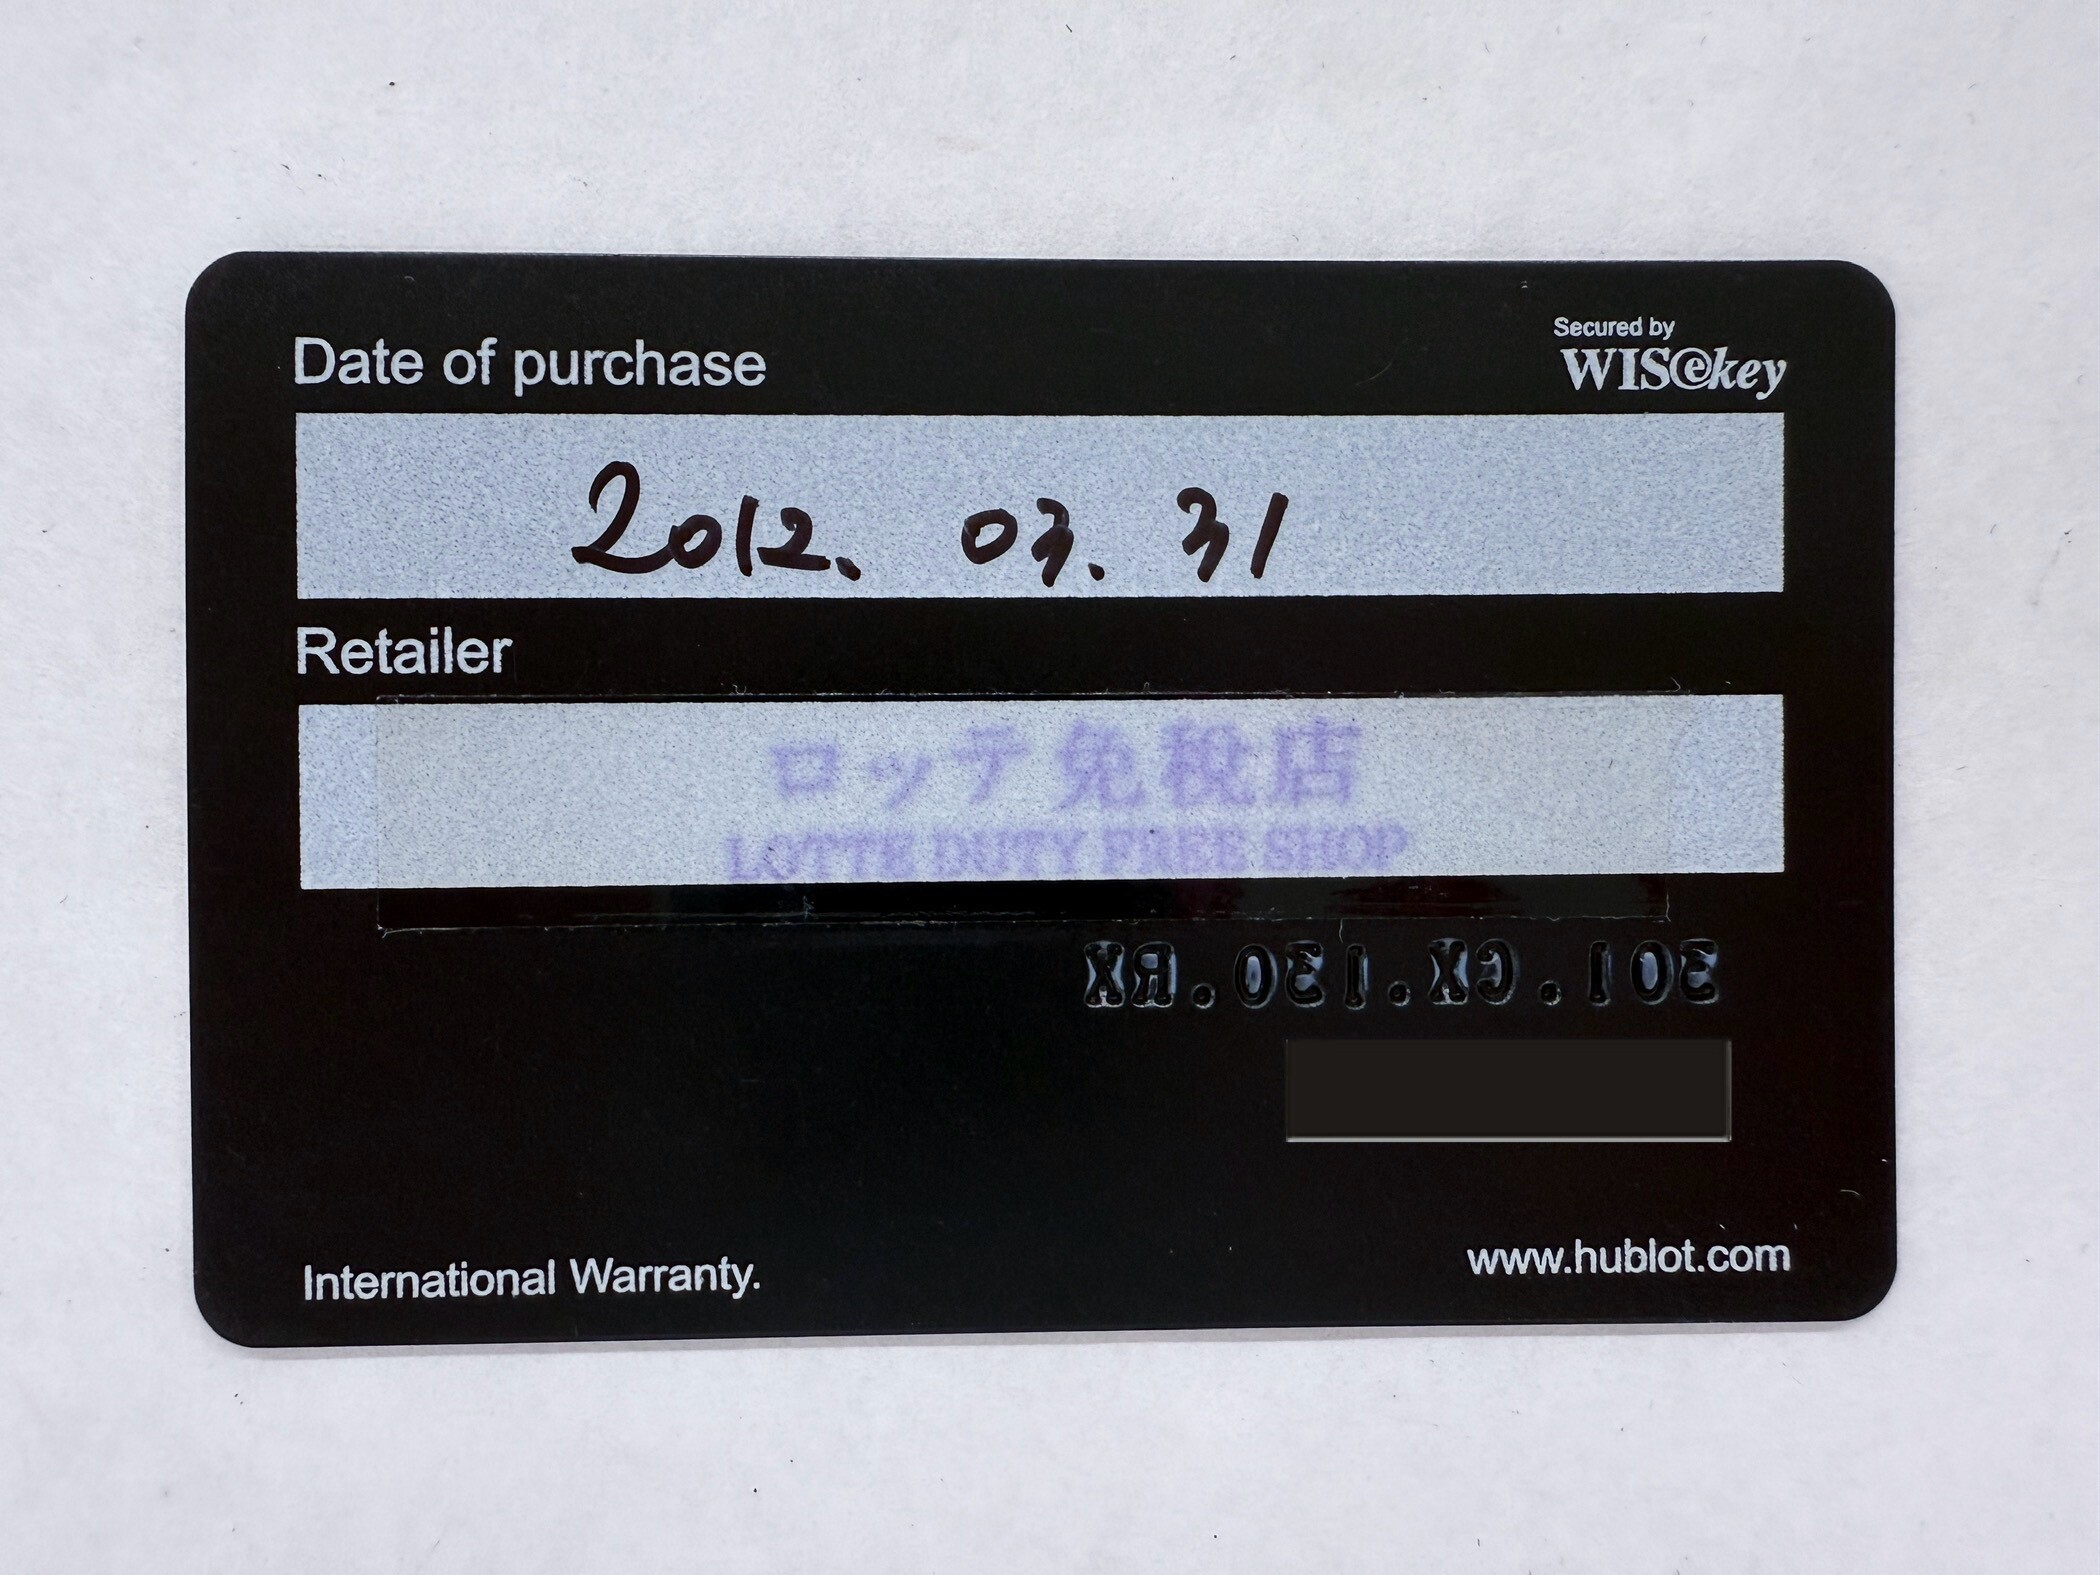 Date of purchase
Secured by
WISekey
2012. 03. 31
Retailer
ロッテ免税店
LOTTE DUTY FREE SHOP
301.CX.130.RX
International Warranty.
www.hublot.com